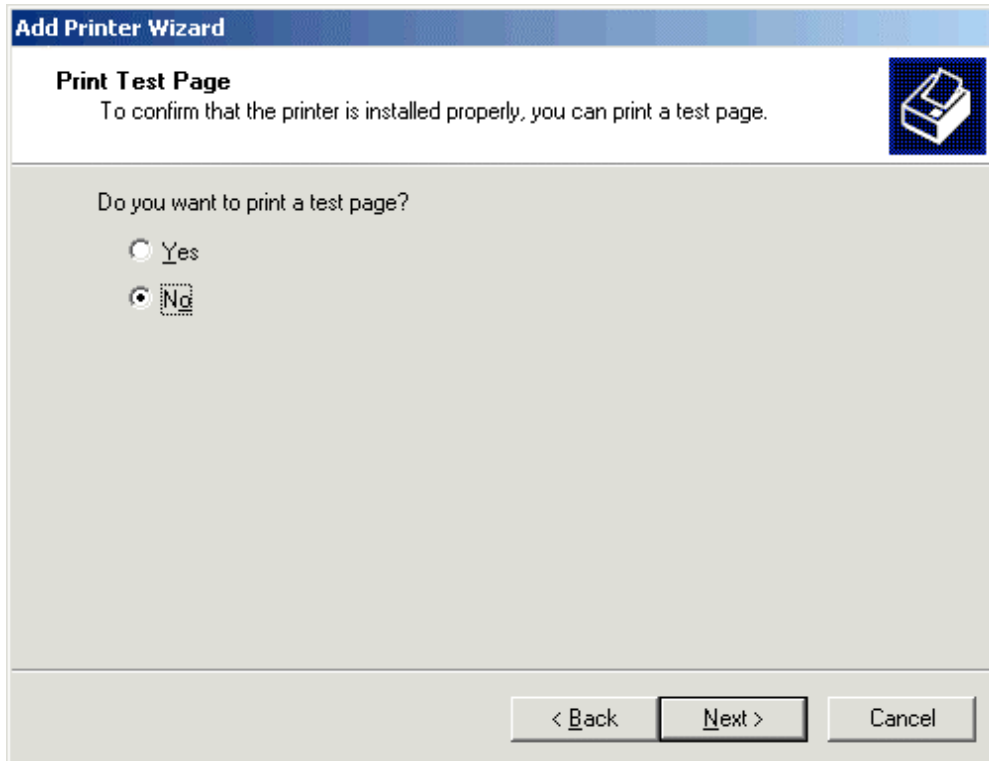 Add Printer Wizard
Print Test Page
To confirm that the printer is installed properly, you can print a test page.
Do you want to print a test page?
Yes
No
< Back Next > Cancel